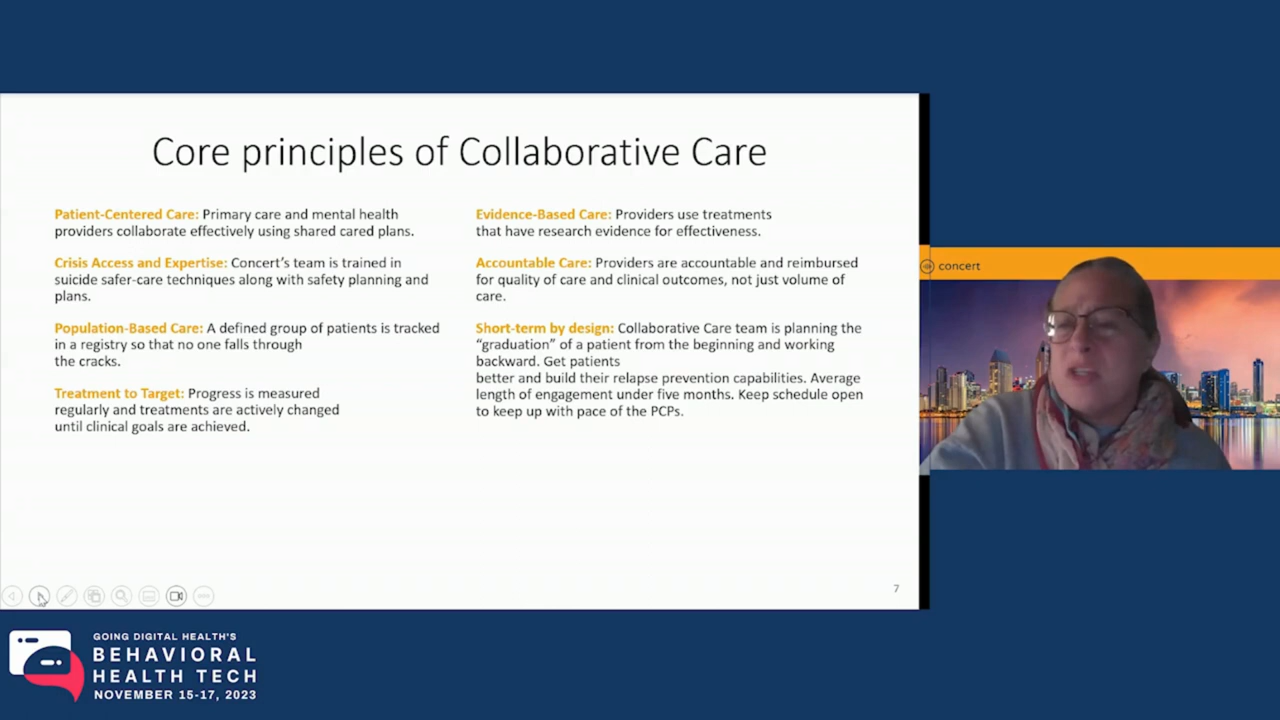 Core principles of Collaborative Care
Patient-Centered Care: Primary care and mental health
providers collaborate effectively using shared cared plans.
Crisis Access and Expertise: Concert's team is trained in
suicide safer-care techniques along with safety planning and
plans.
Population-Based Care: A defined group of patients is tracked
in a registry so that no one falls through
the cracks.
Treatment to Target: Progress is measured
regularly and treatments are actively changed
until clinical goals are achieved.
Evidence-Based Care: Providers use treatments
that have research evidence for effectiveness.
Accountable Care: Providers are accountable and reimbursed
for quality of care and clinical outcomes, not just volume of
care.
Short-term by design: Collaborative Care team is planning the
“graduation” of a patient from the beginning and working
backward. Get patients
better and build their relapse prevention capabilities. Average
length of engagement under five months. Keep schedule open
to keep up with pace of the PCPs.
7
concert
GOING DIGITAL HEALTH'S
BEHAVIORAL
HEALTH TECH
NOVEMBER 15-17, 2023